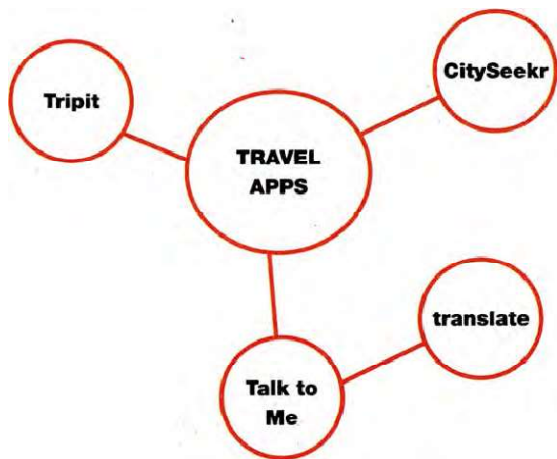 CitySeekr
Tripit
TRAVEL
APPS
translate
Talk to
Me